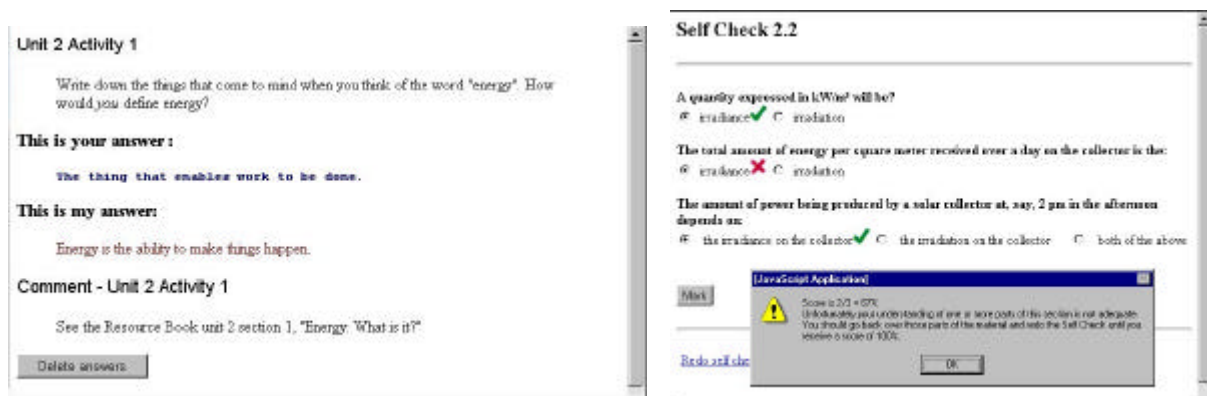 Unit 2 Activity 1
Write down the things that come to mind when you think of the word "energy". How
would you define energy?
This is your answer :
The thing that enables work to be done.
This is my answer:
Energy is the ability to make things happen.
Comment - Unit 2 Activity 1
See the Resource Book unit 2 section 1, "Energy: What is it?"
Delete answers
Self Check 2.2
A quantity expressed in kW/m² will be?
irradiance irradiation
The total amount of energy per square meter received over a day on the collector is the:
irradiance irradiation
The amount of power being produced by a solar collector at, say, 2 pm in the afternoon
depends on:
the irradiance on the collector the irradiation on the collector both of the above
Mark
[JavaScript Application]
Score is 2/3 = 67%
Unfortunately your understanding of one or more parts of this section is not adequate.
You should go back over those parts of the material and redo the Self Check until you
receive a score of 100%.
OK
Redo self che